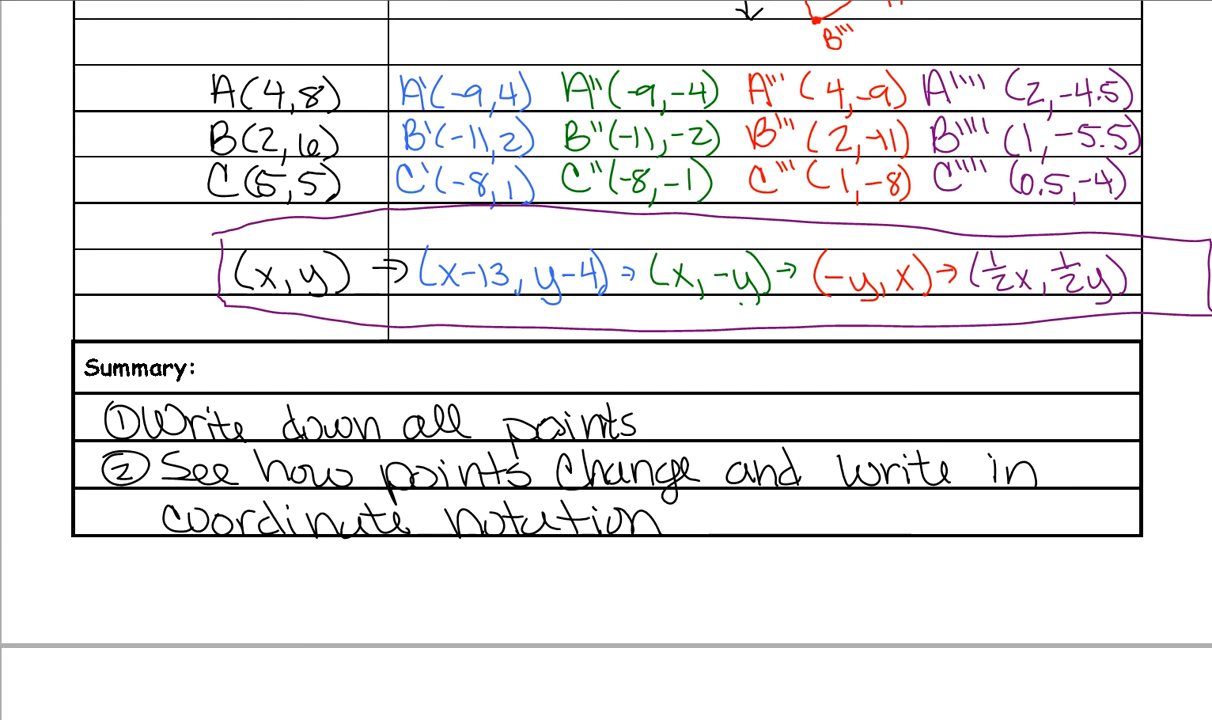 B'''
A(4,8) A'(-9,4) A''(-9,-4) A'''(4,-9) A''''(2,-4.5)
B(2,6) B'(-11,2) B''(-11,-2) B'''(2,-11) B''''(1,-5.5)
C(5,5) C'(-8,1) C''(-8,-1) C'''(1,-8) C''''(0.5,-4)
(x,y) → (x-13, y-4) → (x,-y) → (-y,x) → (½x, ½y)
Summary:
① Write down all points
② See how points change and write in
coordinate notation